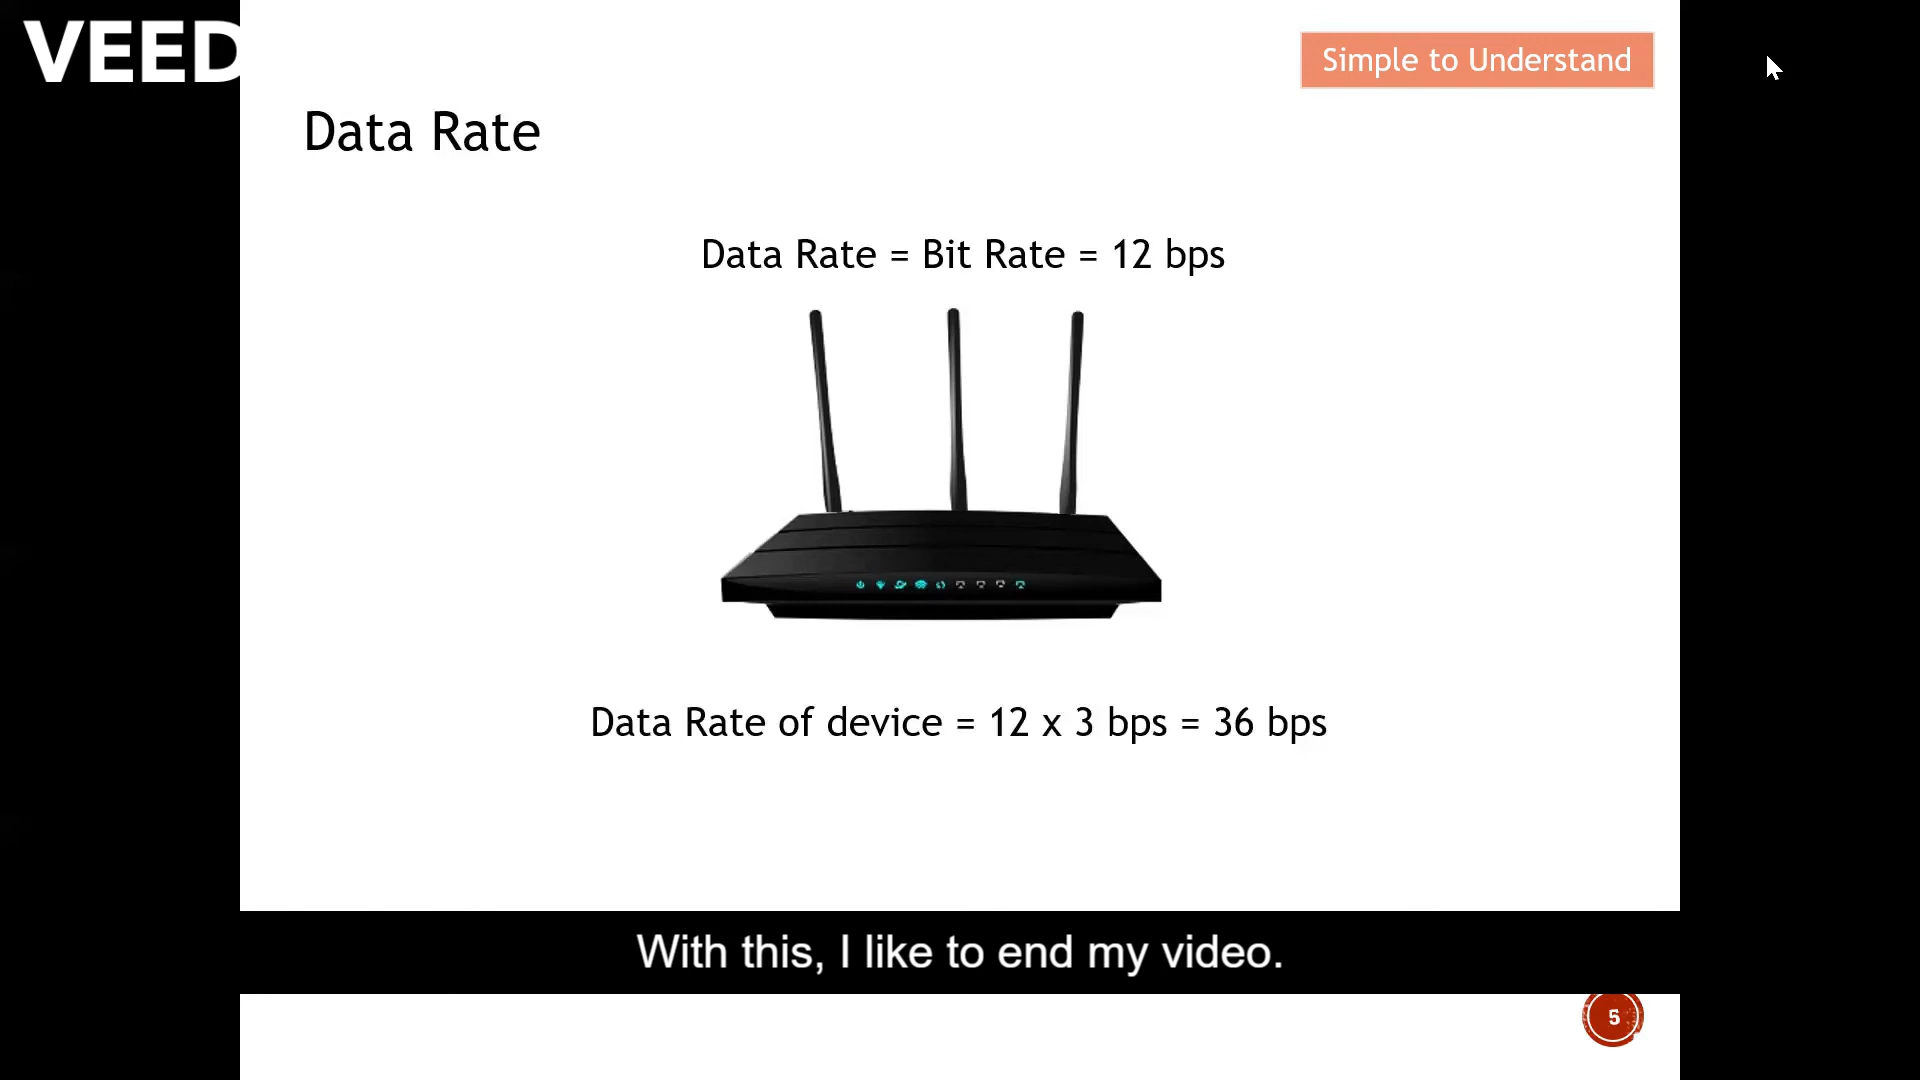 VEED
Simple to Understand
Data Rate
Data Rate = Bit Rate = 12 bps
Data Rate of device = 12 x 3 bps = 36 bps
With this, I like to end my video.
5